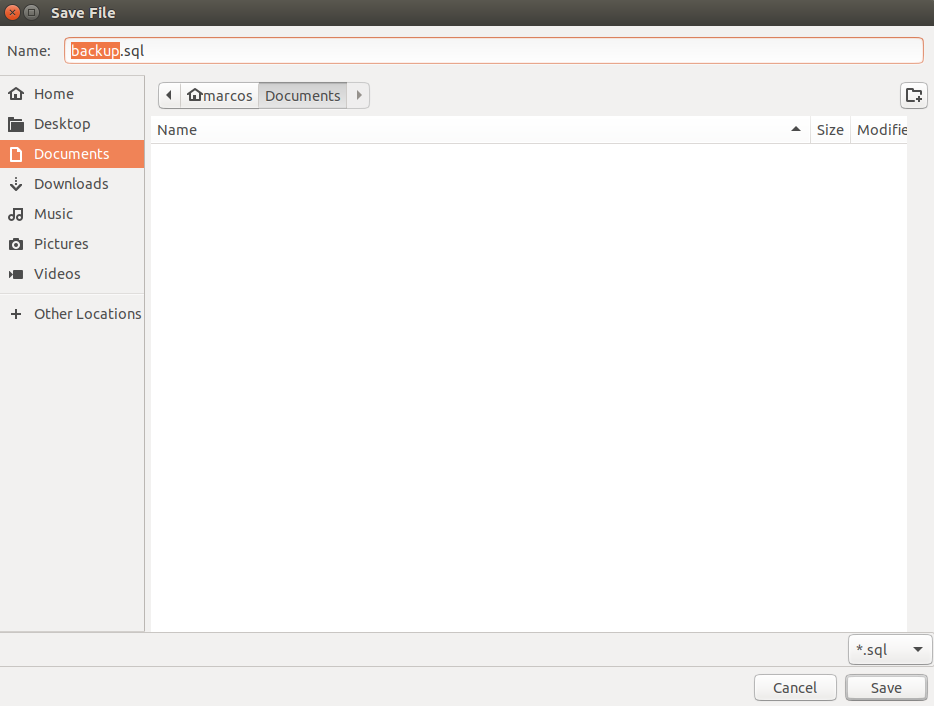 Save File
Name: backup.sql
Home
Desktop
Documents
Downloads
Music
Pictures
Videos
Other Locations
marcos Documents
Name Size Modifie
*.sql
Cancel Save